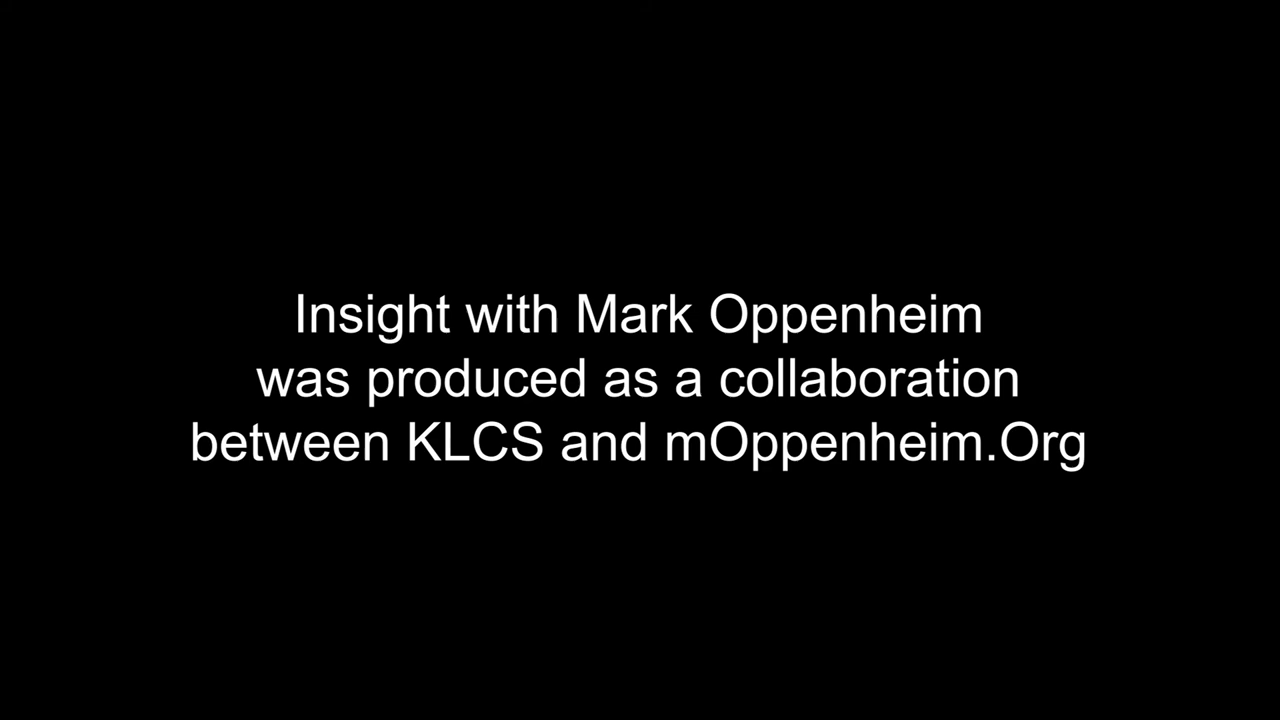 Insight with Mark Oppenheim
was produced as a collaboration
between KLCS and mOppenheim.Org